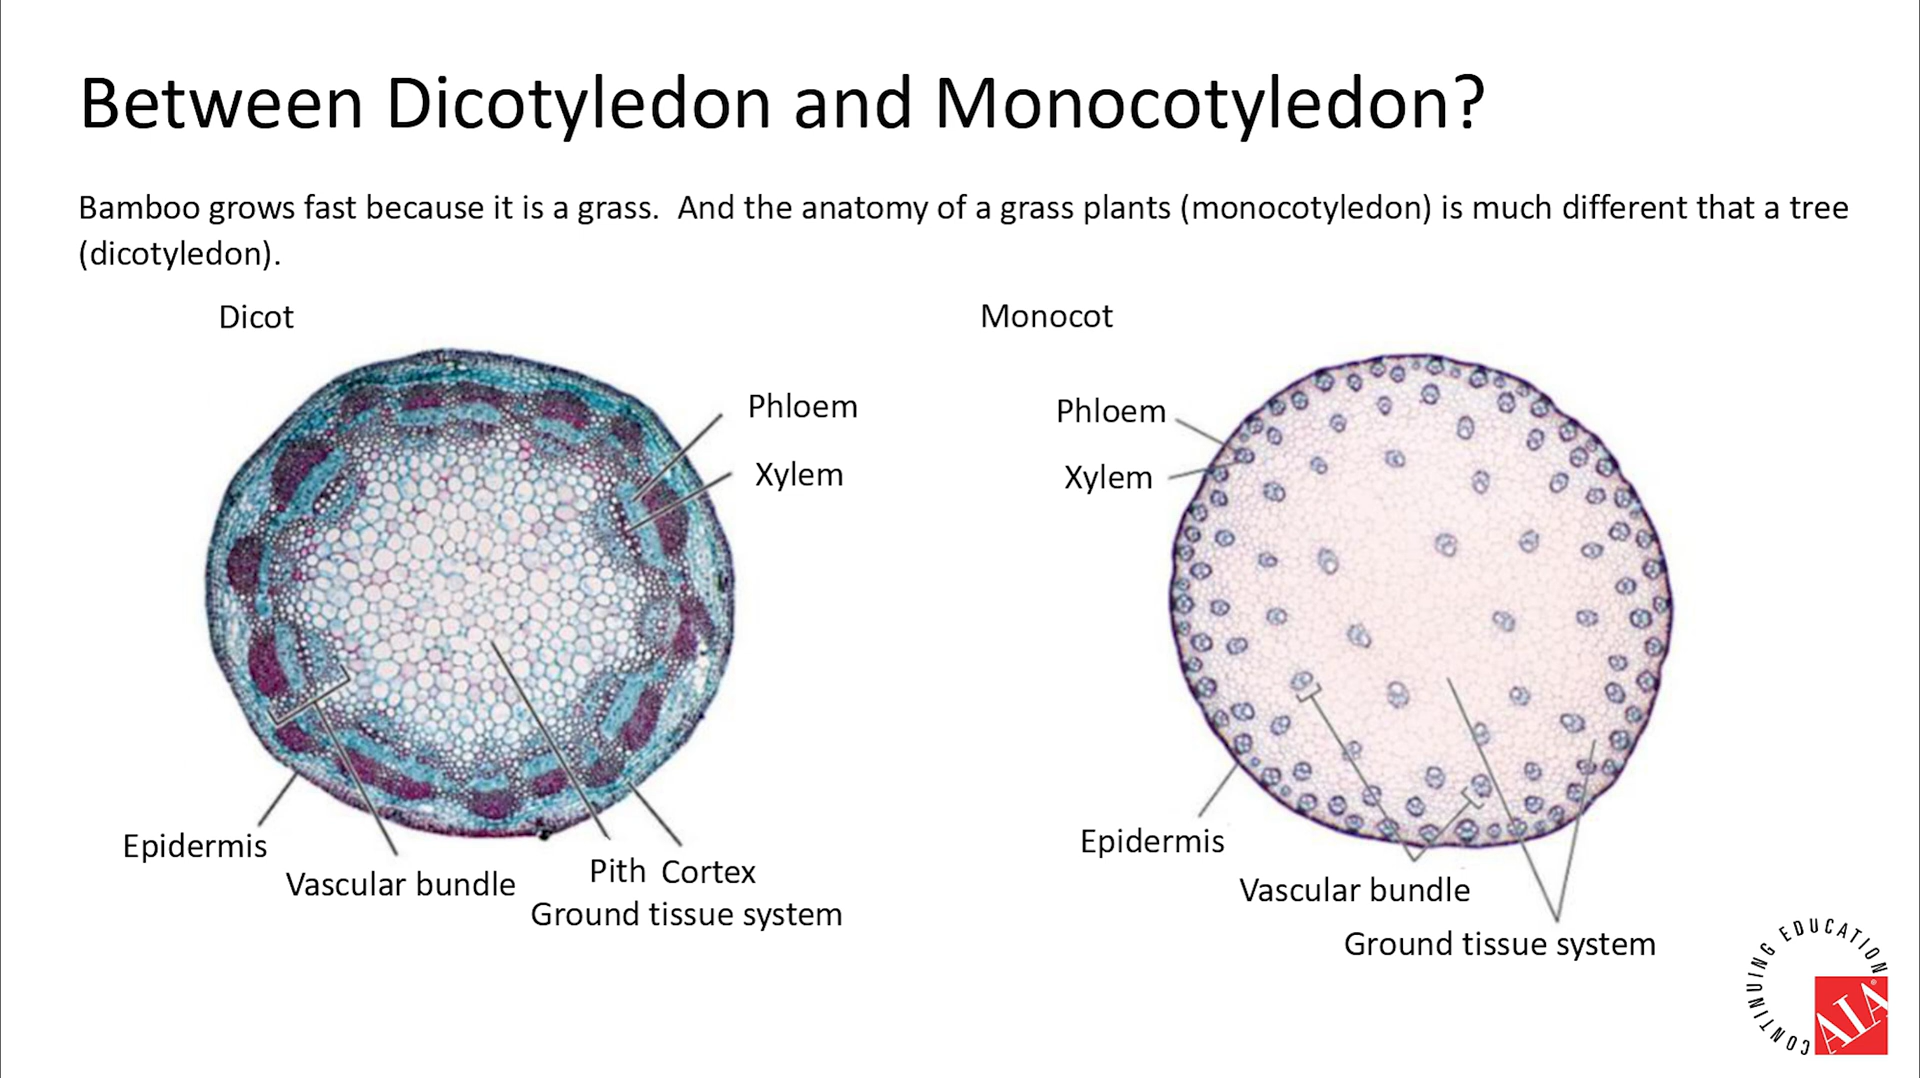 Between Dicotyledon and Monocotyledon?
Bamboo grows fast because it is a grass.  And the anatomy of a grass plants (monocotyledon) is much different that a tree
(dicotyledon).
Dicot
Phloem
Xylem
Epidermis
Vascular bundle
Pith Cortex
Ground tissue system
Monocot
Phloem
Xylem
Epidermis
Vascular bundle
Ground tissue system
CONTINUING EDUCATION
AIA